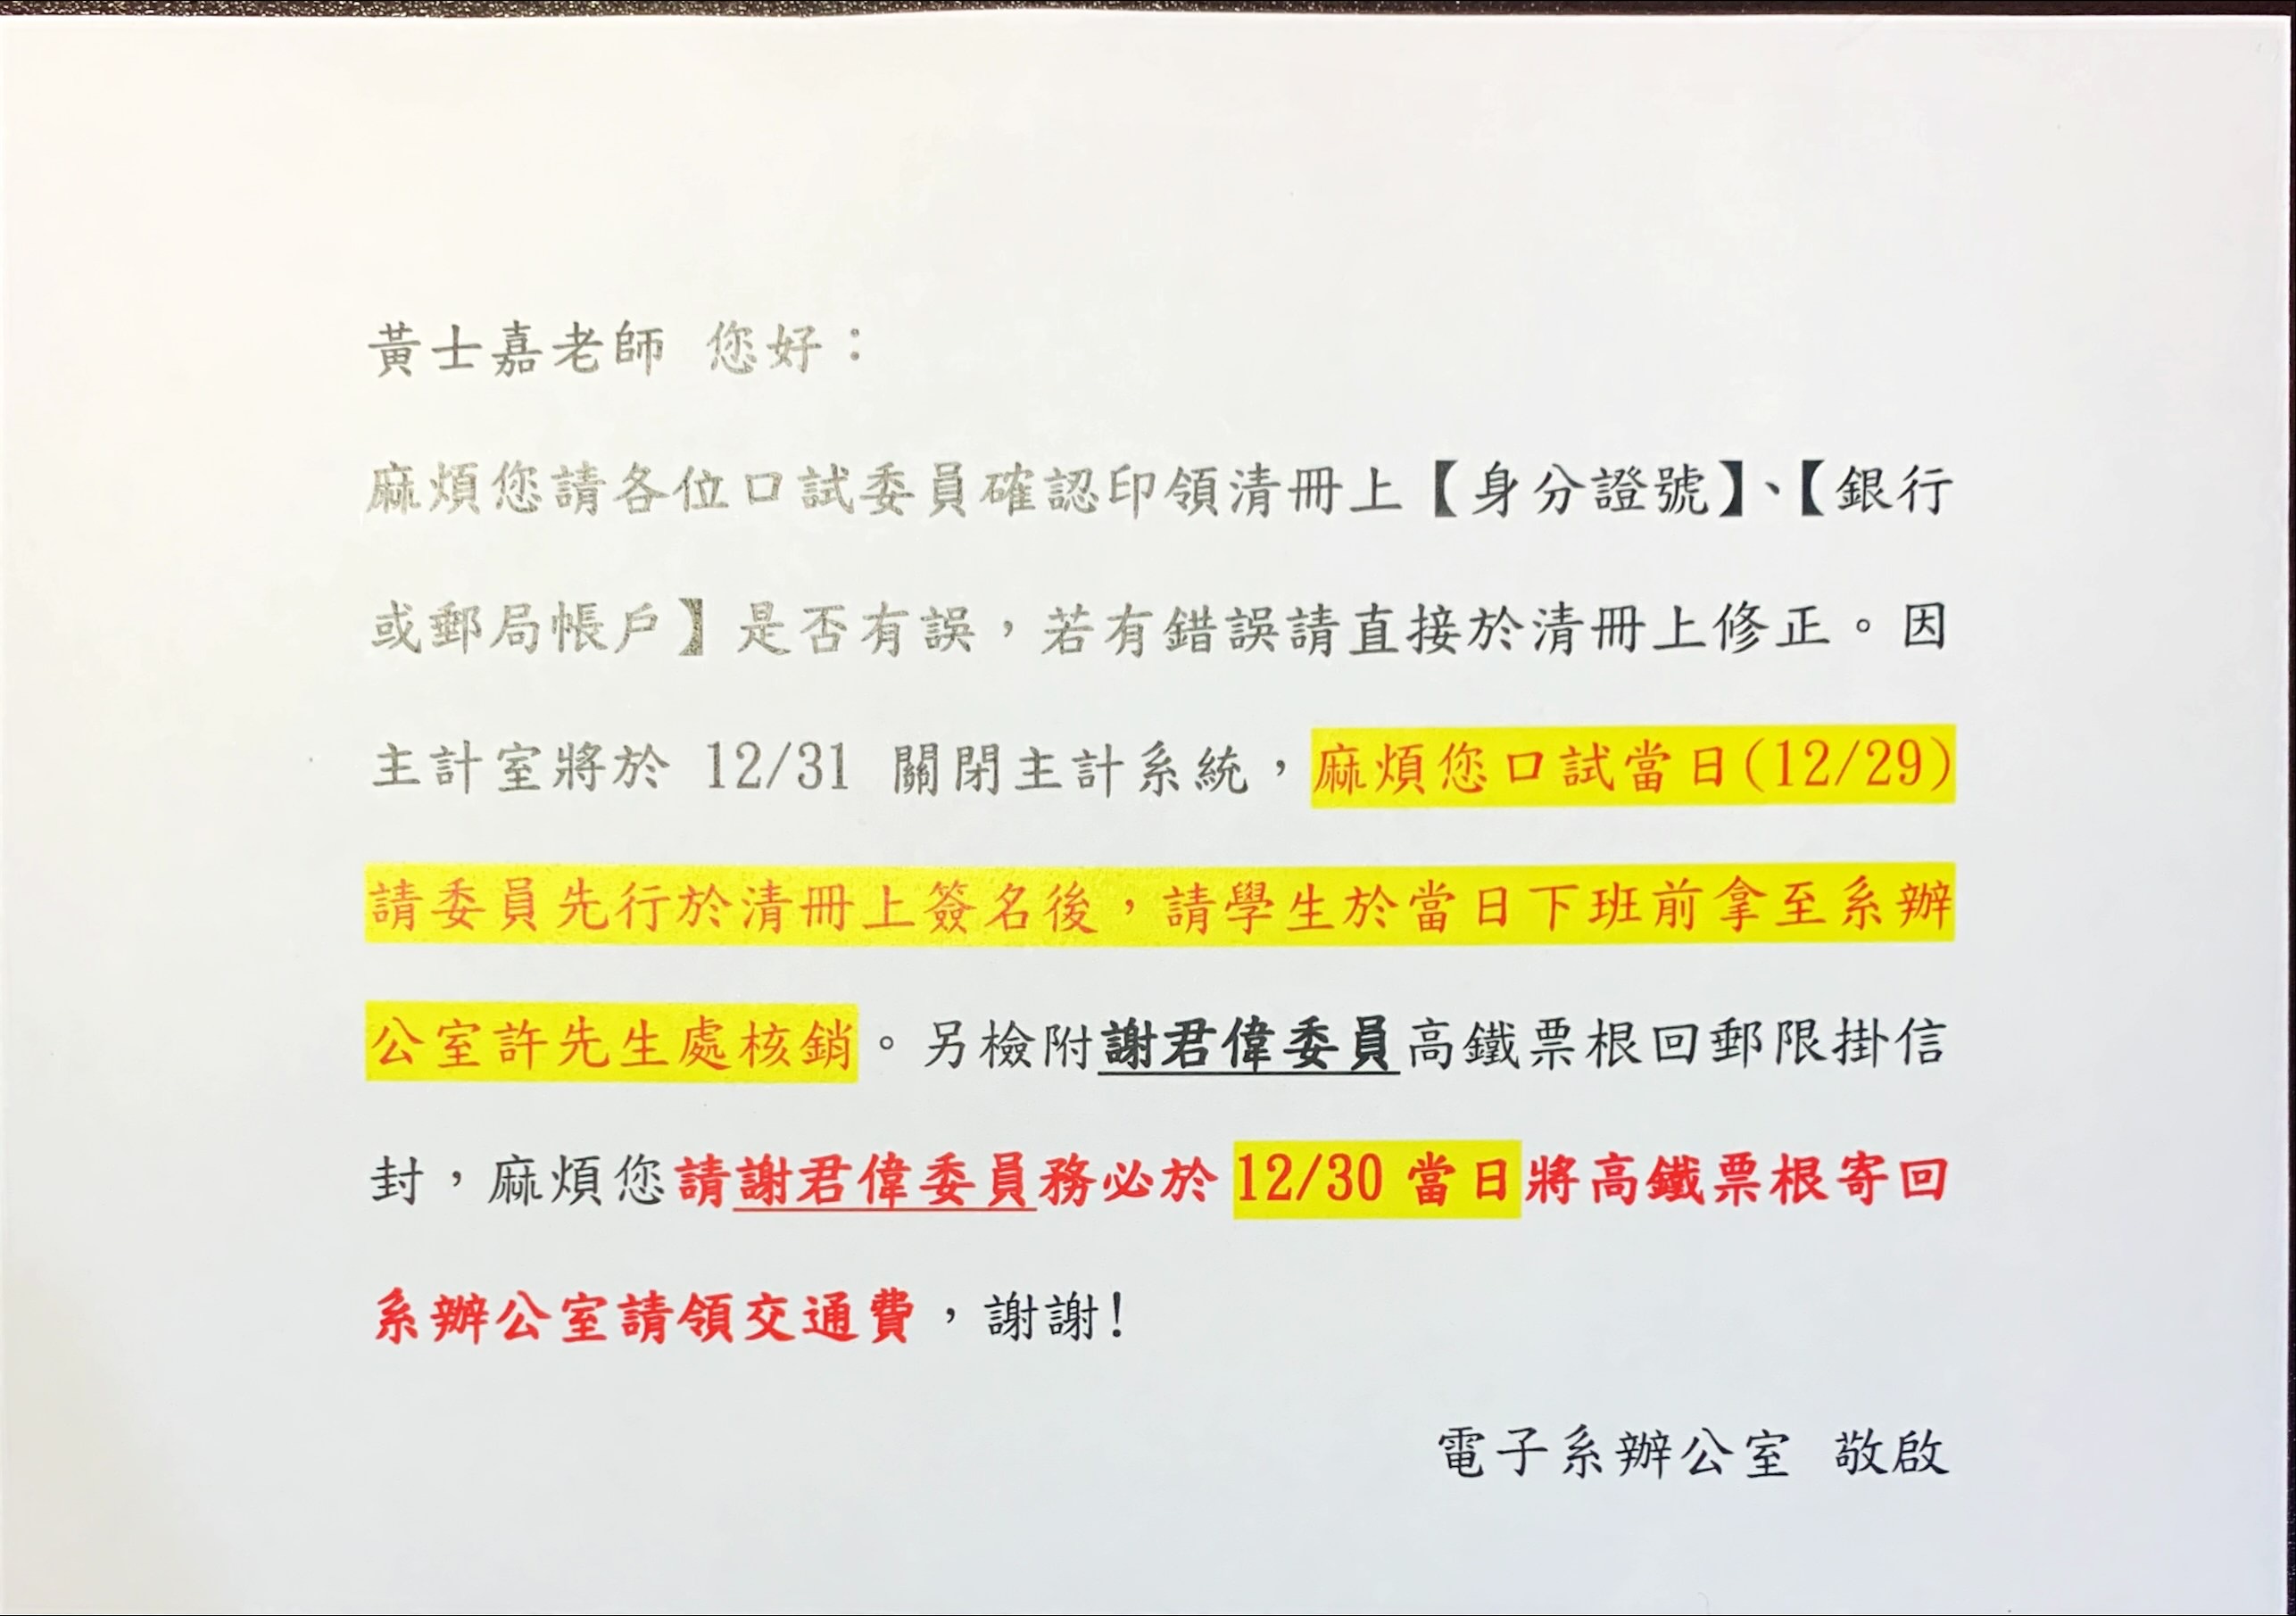 黃士嘉老師 您好：
麻煩您請各位口試委員確認印領清冊上【身分證號】、【銀行
或郵局帳戶】是否有誤，若有錯誤請直接於清冊上修正。因
主計室將於 12/31 關閉主計系統，麻煩您口試當日(12/29)
請委員先行於清冊上簽名後，請學生於當日下班前拿至系辦
公室許先生處核銷。另檢附謝君偉委員高鐵票根回郵限掛信
封，麻煩您請謝君偉委員務必於 12/30 當日將高鐵票根寄回
系辦公室請領交通費，謝謝!
電子系辦公室 敬啟